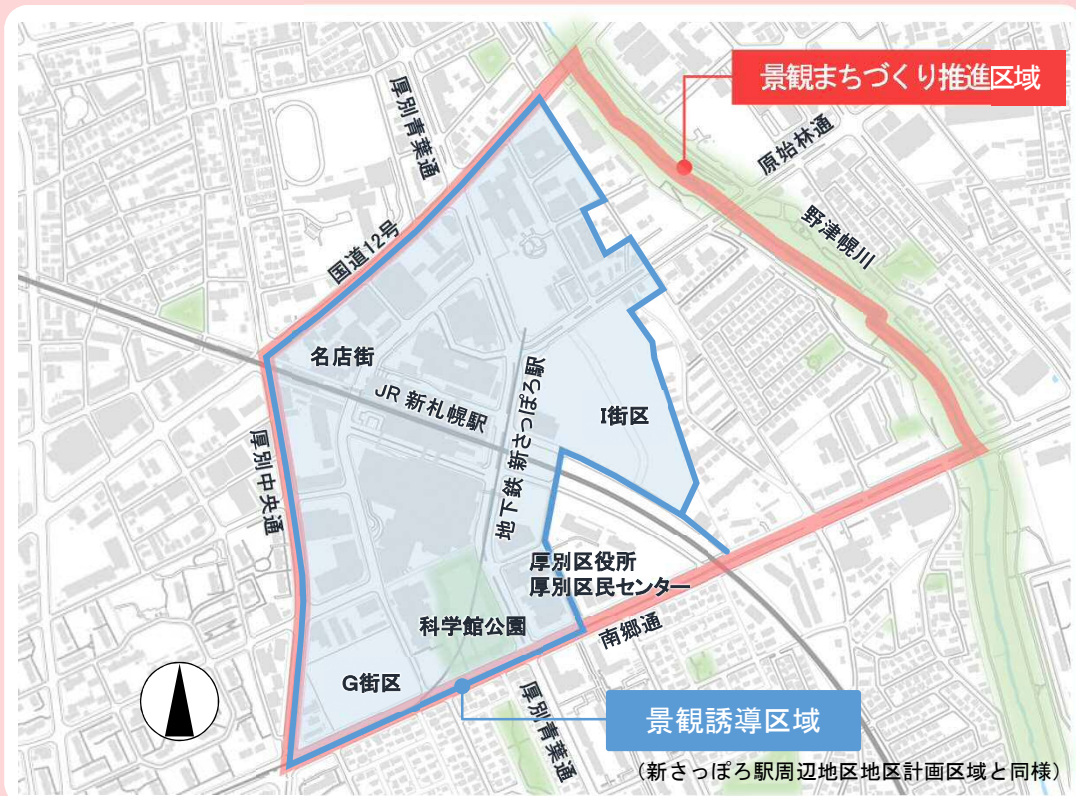 景観まちづくり推進区域
厚別青葉通
原始林通
野津幌川
国道12号
名店街
JR 新札幌駅
地下鉄 新さっぽろ駅
I街区
厚別中央通
厚別区役所
厚別区民センター
科学館公園
南郷通
G街区
厚別青葉通
景観誘導区域
(新さっぽろ駅周辺地区地区計画区域と同様)